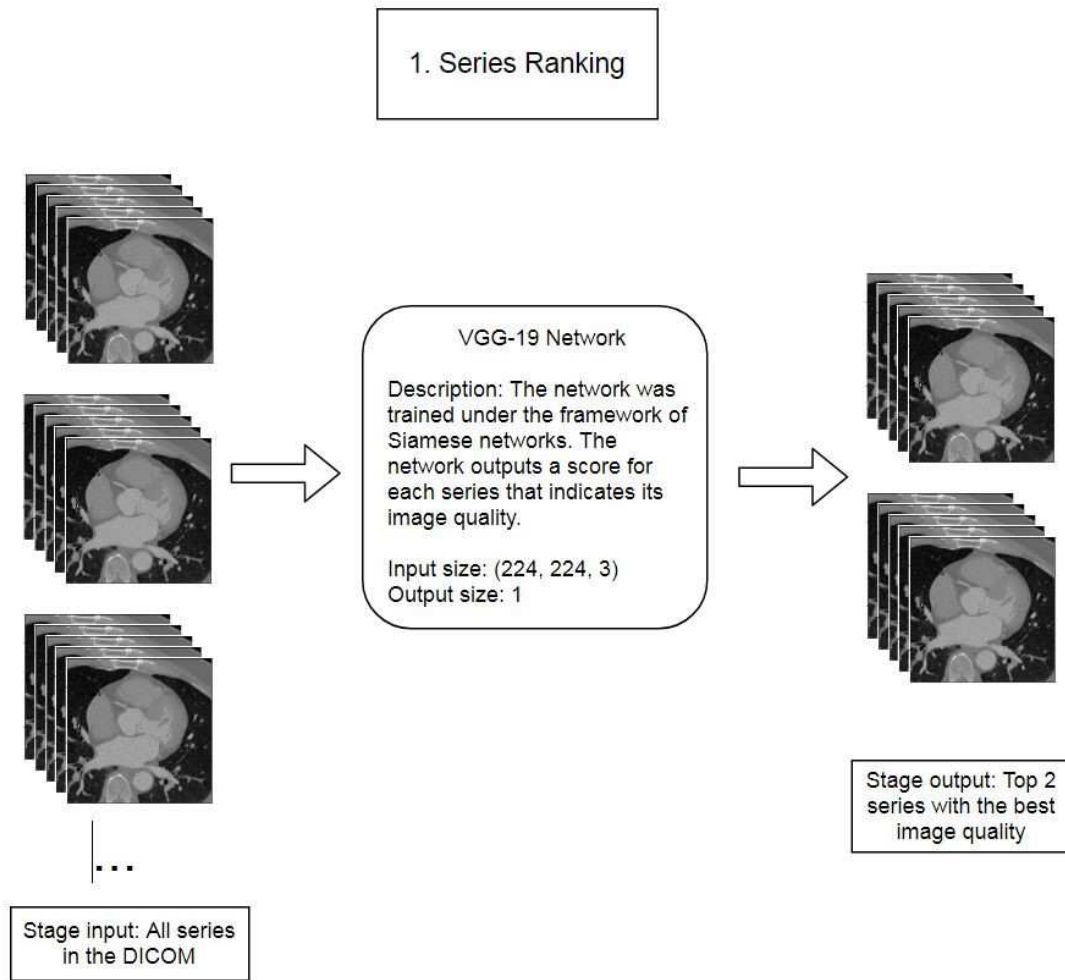 1. Series Ranking
VGG-19 Network
Description: The network was
trained under the framework of
Siamese networks. The
network outputs a score for
each series that indicates its
image quality.
Input size: (224, 224, 3)
Output size: 1
...
Stage input: All series
in the DICOM
Stage output: Top 2
series with the best
image quality